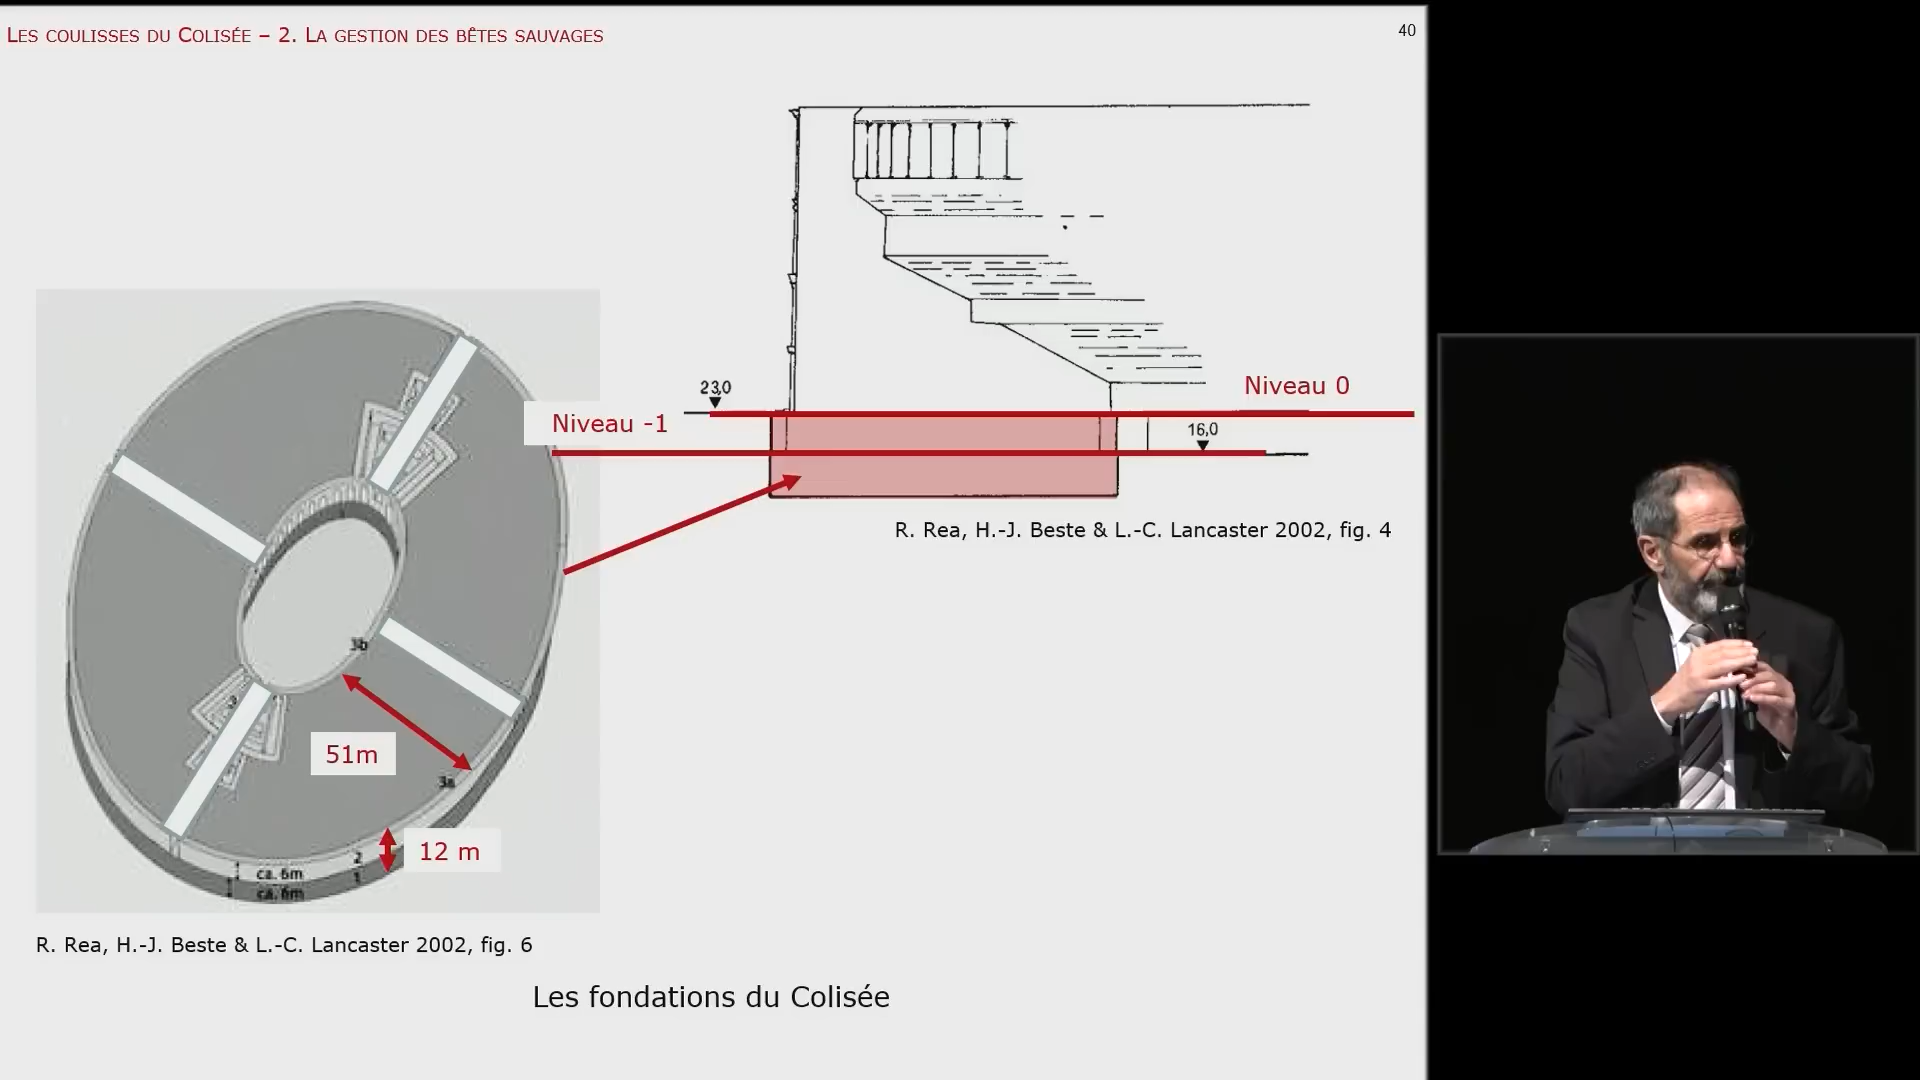 LES COULISSES DU COLISÉE – 2. LA GESTION DES BÊTES SAUVAGES
40
23,0
Niveau 0
Niveau -1
16,0
R. Rea, H.-J. Beste & L.-C. Lancaster 2002, fig. 4
3b
3
51m
3a
12 m
2
ca. 6m
1
ca. 6m
R. Rea, H.-J. Beste & L.-C. Lancaster 2002, fig. 6
Les fondations du Colisée